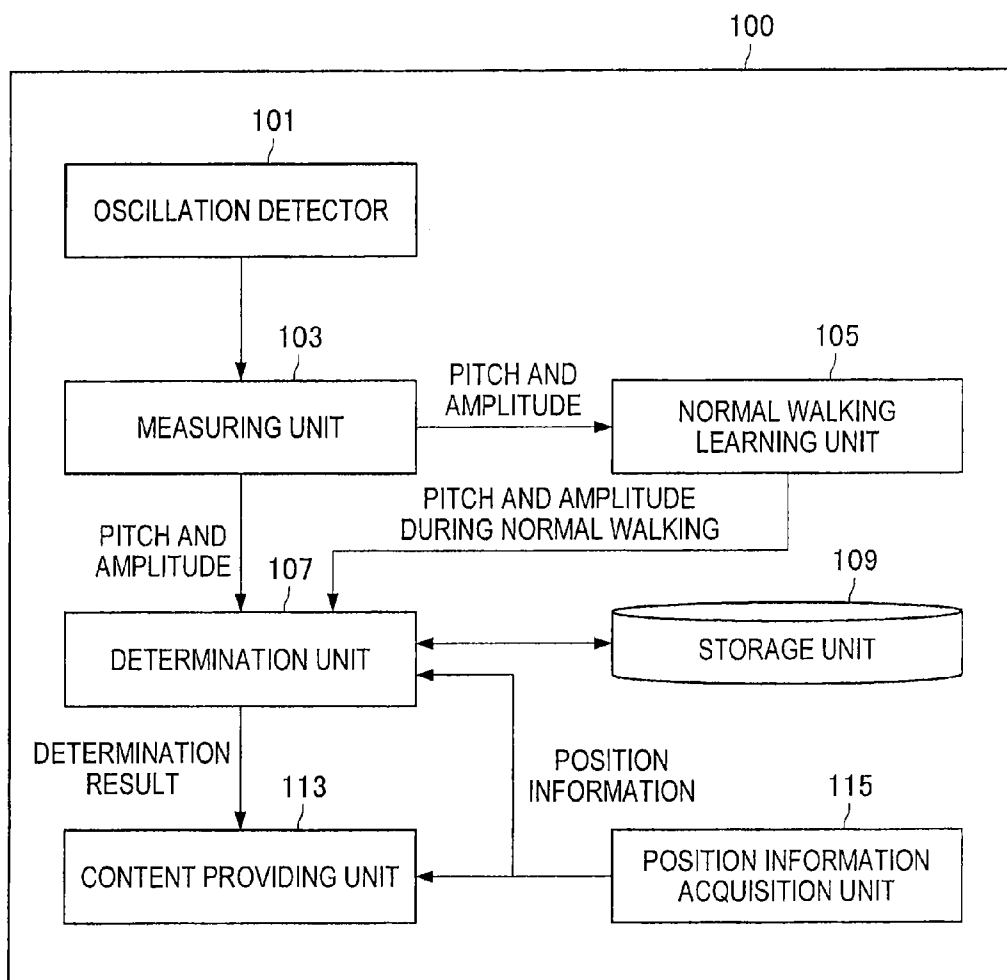 100
101
OSCILLATION DETECTOR
103
MEASURING UNIT
PITCH AND
AMPLITUDE
105
NORMAL WALKING
LEARNING UNIT
PITCH AND AMPLITUDE
DURING NORMAL WALKING
PITCH AND
AMPLITUDE
107
DETERMINATION UNIT
109
STORAGE UNIT
DETERMINATION
RESULT
POSITION
INFORMATION
113
CONTENT PROVIDING UNIT
115
POSITION INFORMATION
ACQUISITION UNIT